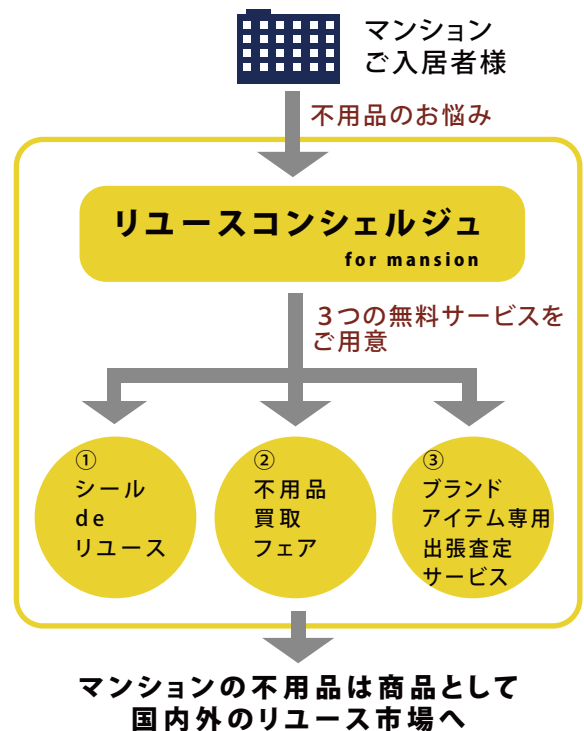 マンション
ご入居者様
不用品のお悩み
リユースコンシェルジュ
for mansion
3つの無料サービスを
ご用意
①
シール
de
リユース
②
不用品
買取
フェア
③
ブランド
アイテム専用
出張査定
サービス
マンションの不用品は商品として
国内外のリユース市場へ